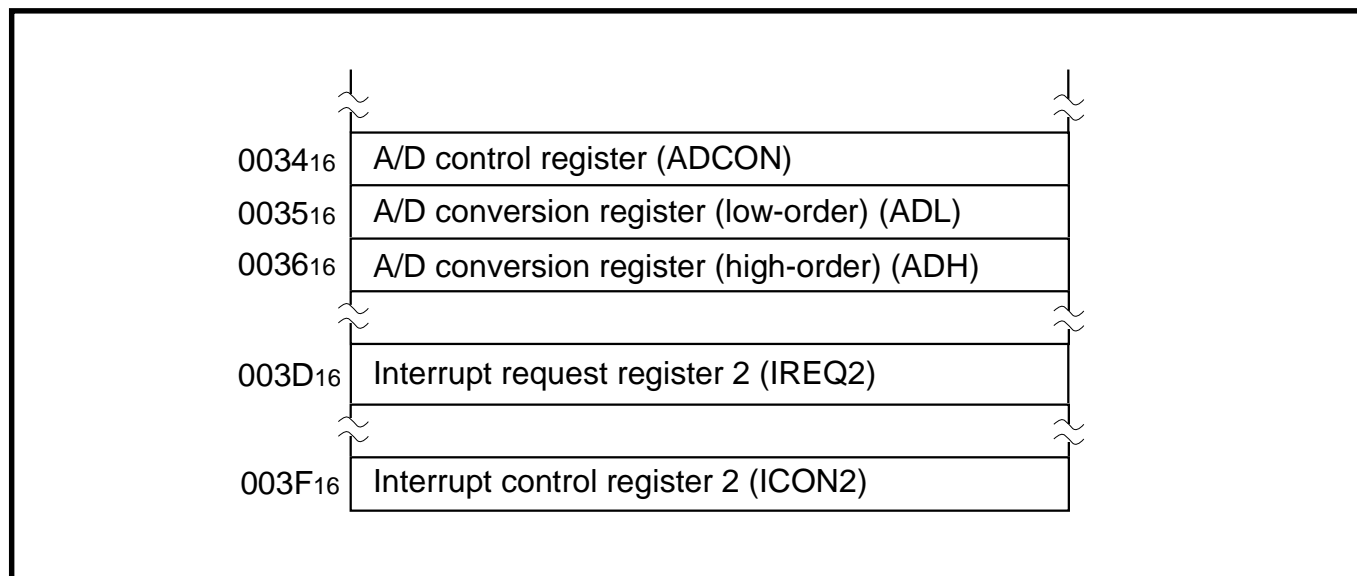 0034₁₆ A/D control register (ADCON)
0035₁₆ A/D conversion register (low-order) (ADL)
0036₁₆ A/D conversion register (high-order) (ADH)
003D₁₆ Interrupt request register 2 (IREQ2)
003F₁₆ Interrupt control register 2 (ICON2)